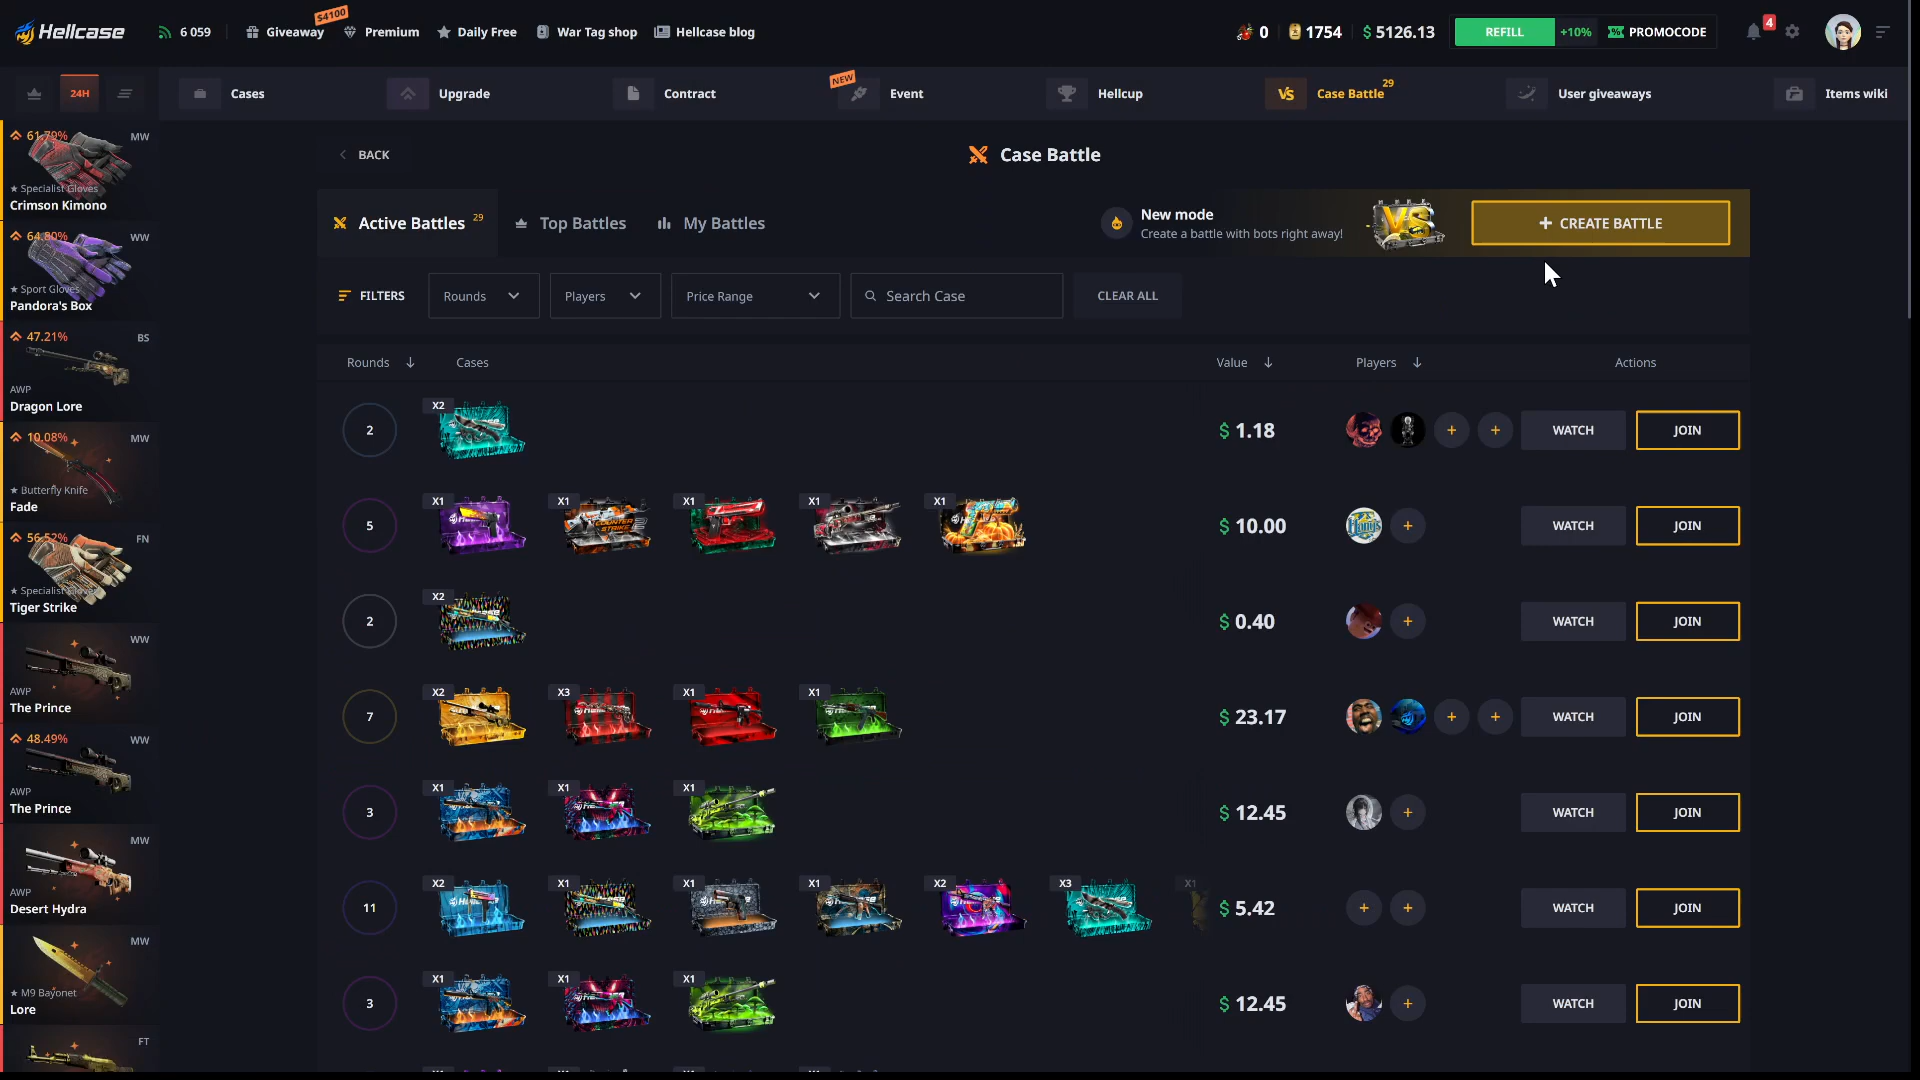 Hellcase
6 059
Giveaway
$4100
Premium
Daily Free
War Tag shop
Hellcase blog
0
1754
$ 5126.13
REFILL
+10%
PROMOCODE
4
24H
Cases
Upgrade
Contract
NEW
Event
Hellcup
VS
Case Battle 29
User giveaways
Items wiki
61.79%
MW
★ Specialist Gloves
Crimson Kimono
64.80%
WW
★ Sport Gloves
Pandora's Box
47.21%
BS
AWP
Dragon Lore
10.08%
MW
★ Butterfly Knife
Fade
56.52%
FN
★ Specialist Gloves
Tiger Strike
WW
AWP
The Prince
48.49%
WW
AWP
The Prince
MW
AWP
Desert Hydra
MW
★ M9 Bayonet
Lore
FT
BACK
Case Battle
Active Battles 29
Top Battles
My Battles
New mode
Create a battle with bots right away!
VS
+ CREATE BATTLE
FILTERS
Rounds
Players
Price Range
Search Case
CLEAR ALL
Rounds
Cases
Value
Players
Actions
2
X2
$ 1.18
+ +
WATCH
JOIN
5
X1
X1
COUNTER STRIKE
X1
X1
X1
$ 10.00
+
WATCH
JOIN
2
X2
$ 0.40
+
WATCH
JOIN
7
X2
X3
X1
X1
$ 23.17
+ +
WATCH
JOIN
3
X1
X1
X1
$ 12.45
+
WATCH
JOIN
11
X2
X1
X1
X1
X2
X3
X1
$ 5.42
+ +
WATCH
JOIN
3
X1
X1
X1
$ 12.45
+
WATCH
JOIN